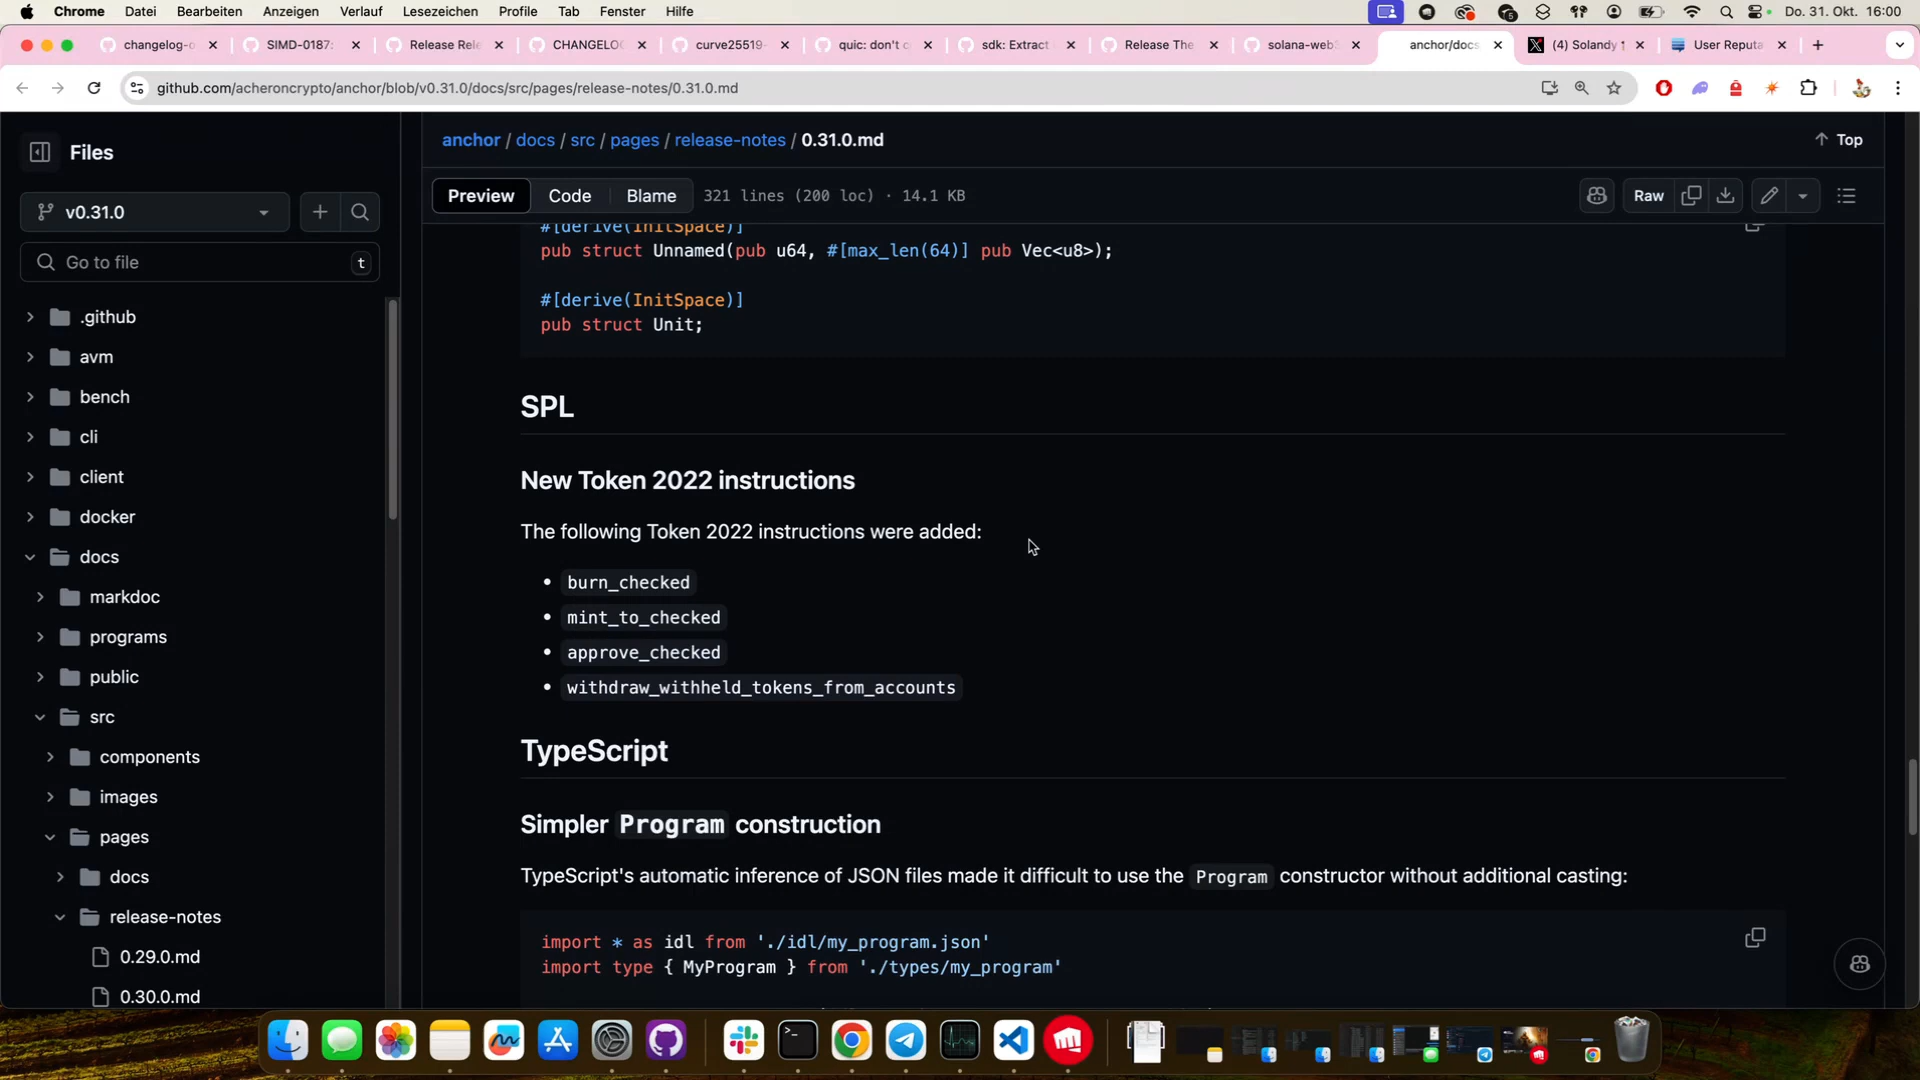 Chrome Datei Bearbeiten Anzeigen Verlauf Lesezeichen Profile Tab Fenster Hilfe Do. 31. Okt. 16:00
changelog-o SIMD-0187: Release Rele CHANGELOG curve25519- quic: don't c sdk: Extract Release The solana-web3 anchor/docs (4) Solandy User Reputa
github.com/acheroncrypto/anchor/blob/v0.31.0/docs/src/pages/release-notes/0.31.0.md
Files
v0.31.0
Go to file t
.github
avm
bench
cli
client
docker
docs
markdoc
programs
public
src
components
images
pages
docs
release-notes
0.29.0.md
0.30.0.md
anchor / docs / src / pages / release-notes / 0.31.0.md
Top
Preview Code Blame 321 lines (200 loc) · 14.1 KB Raw
#[derive(InitSpace)]
pub struct Unnamed(pub u64, #[max_len(64)] pub Vec<u8>);
#[derive(InitSpace)]
pub struct Unit;
SPL
New Token 2022 instructions
The following Token 2022 instructions were added:
• burn_checked
• mint_to_checked
• approve_checked
• withdraw_withheld_tokens_from_accounts
TypeScript
Simpler Program construction
TypeScript's automatic inference of JSON files made it difficult to use the Program constructor without additional casting:
import * as idl from './idl/my_program.json'
import type { MyProgram } from './types/my_program'